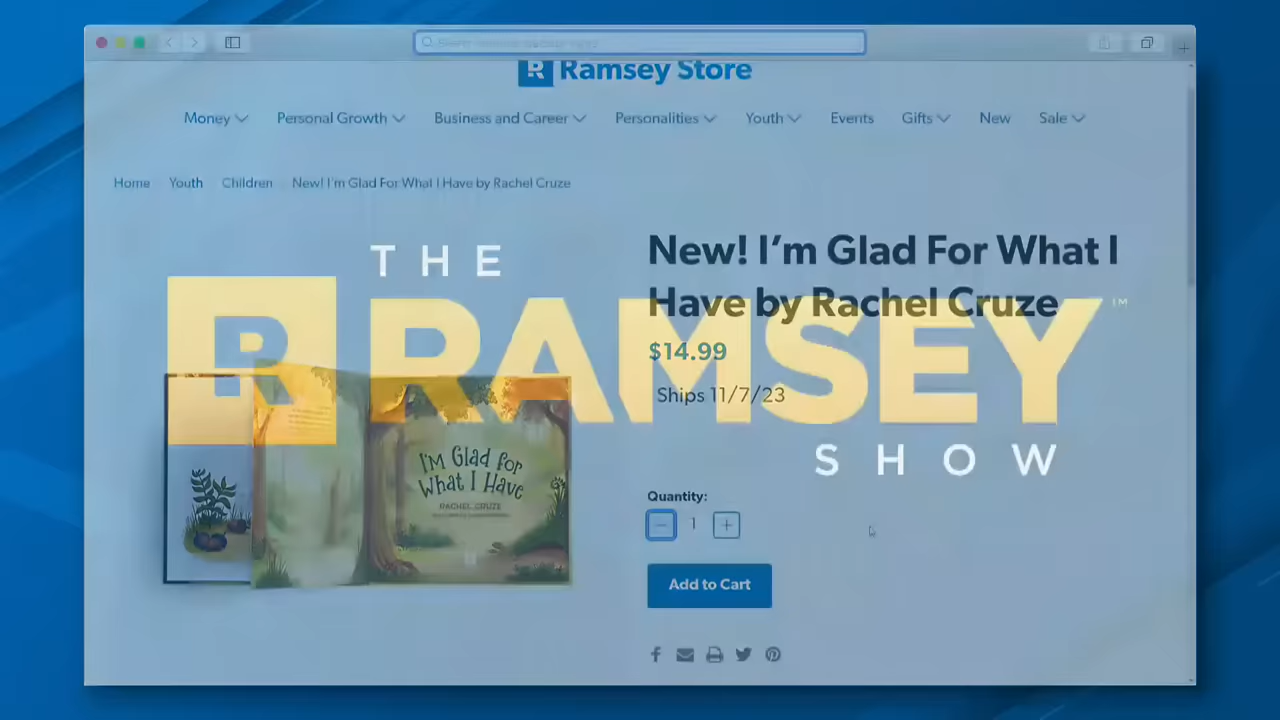 Ramsey Store
Money
Personal Growth
Business and Career
Personalities
Youth
Events
Gifts
New
Sale
Home
Youth
Children
New! I'm Glad For What I Have by Rachel Cruze
THE
R RAMSEY™
SHOW
New! I’m Glad For What I
Have by Rachel Cruze
$14.99
Ships 11/7/23
I'm Glad for
What I Have
RACHEL CRUZE
Quantity:
1
Add to Cart